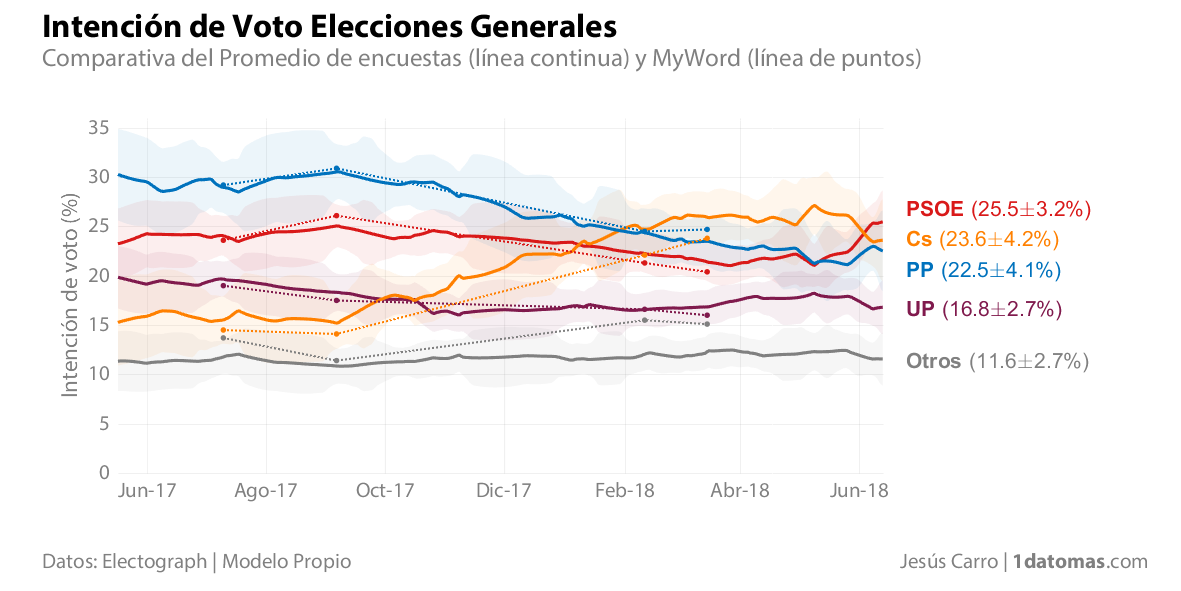 Intención de Voto Elecciones Generales
Comparativa del Promedio de encuestas (línea continua) y MyWord (línea de puntos)
Intención de voto (%)
35
30
25
20
15
10
5
0
Jun-17 Ago-17 Oct-17 Dic-17 Feb-18 Abr-18 Jun-18
PSOE (25.5±3.2%)
Cs (23.6±4.2%)
PP (22.5±4.1%)
UP (16.8±2.7%)
Otros (11.6±2.7%)
Datos: Electograph | Modelo Propio
Jesús Carro | 1datomas.com